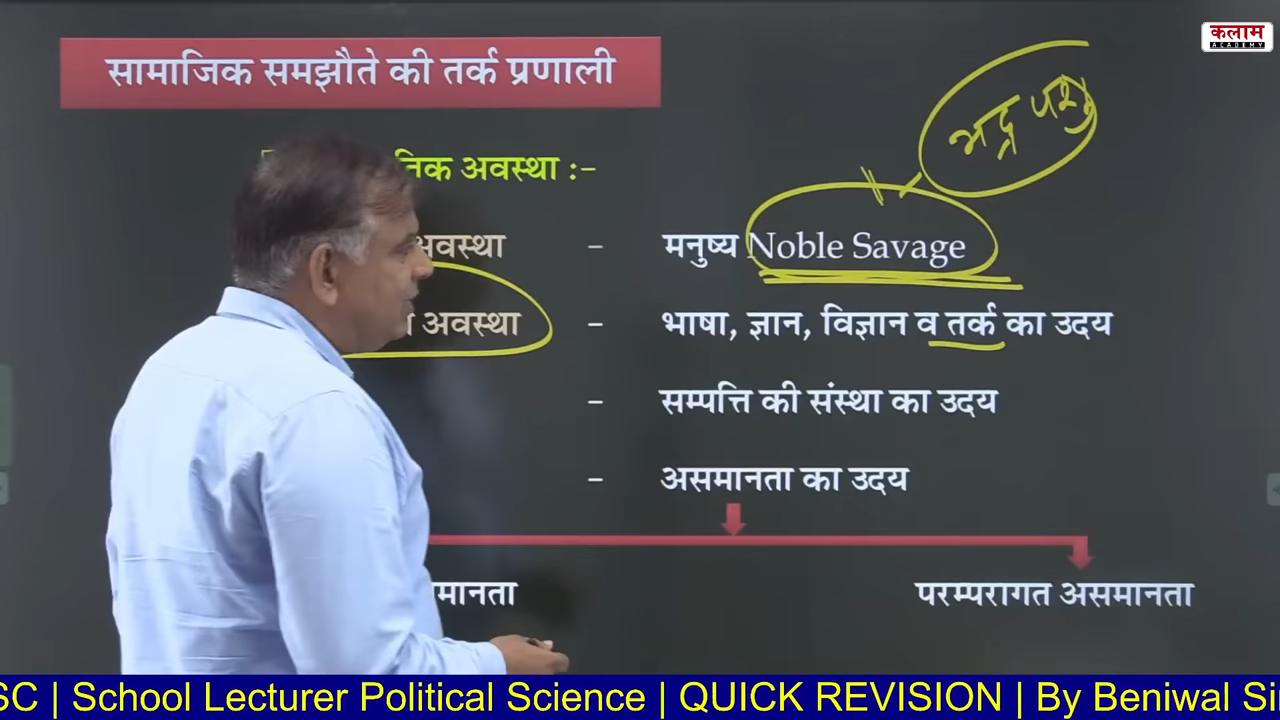 कलाम
ACADEMY
सामाजिक समझौते की तर्क प्रणाली
भद्र पशु
अवस्था :-
अवस्था - मनुष्य Noble Savage
अवस्था - भाषा, ज्ञान, विज्ञान व तर्क का उदय
- सम्पत्ति की संस्था का उदय
- असमानता का उदय
मानता परम्परागत असमानता
SC | School Lecturer Political Science | QUICK REVISION | By Beniwal Si